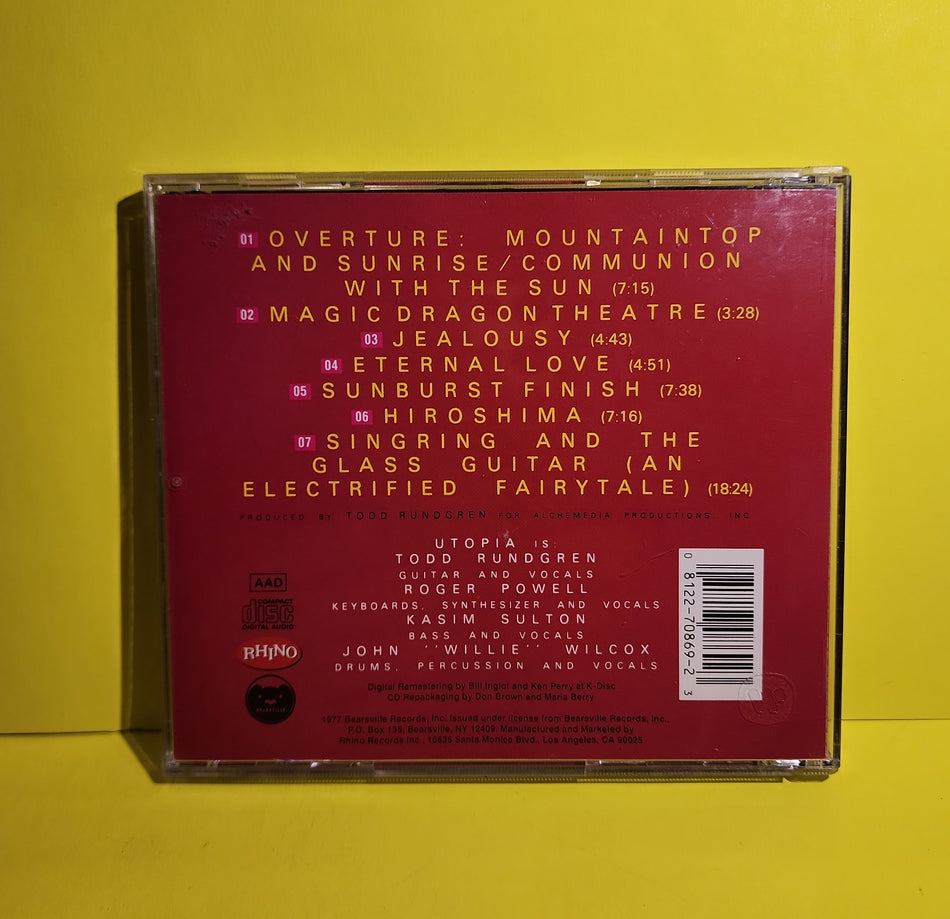 01 OVERTURE: MOUNTAINTOP
AND SUNRISE/COMMUNION
WITH THE SUN (7:15)
02 MAGIC DRAGON THEATRE (3:28)
03 JEALOUSY (4:43)
04 ETERNAL LOVE (4:51)
05 SUNBURST FINISH (7:38)
06 HIROSHIMA (7:16)
07 SINGRING AND THE
GLASS GUITAR (AN
ELECTRIFIED FAIRYTALE) (18:24)
PRODUCED BY TODD RUNDGREN FOR ALCHEMEDIA PRODUCTIONS, INC.
UTOPIA IS:
TODD RUNDGREN
GUITAR AND VOCALS
ROGER POWELL
KEYBOARDS, SYNTHESIZER AND VOCALS
KASIM SULTON
BASS AND VOCALS
JOHN ''WILLIE'' WILCOX
DRUMS, PERCUSSION AND VOCALS
AAD
COMPACT
disc
DIGITAL AUDIO
RHINO
BEARSVILLE
0 8122-70869-2 3
Digital Remastering by Bill Inglot and Ken Perry at K-Disc
CD Repackaging by Don Brown and Maria Berry
1977 Bearsville Records, Inc. Issued under license from Bearsville Records, Inc.,
P.O. Box 135, Bearsville, NY 12409. Manufactured and Marketed by
Rhino Records Inc., 10635 Santa Monica Blvd., Los Angeles, CA 90025.